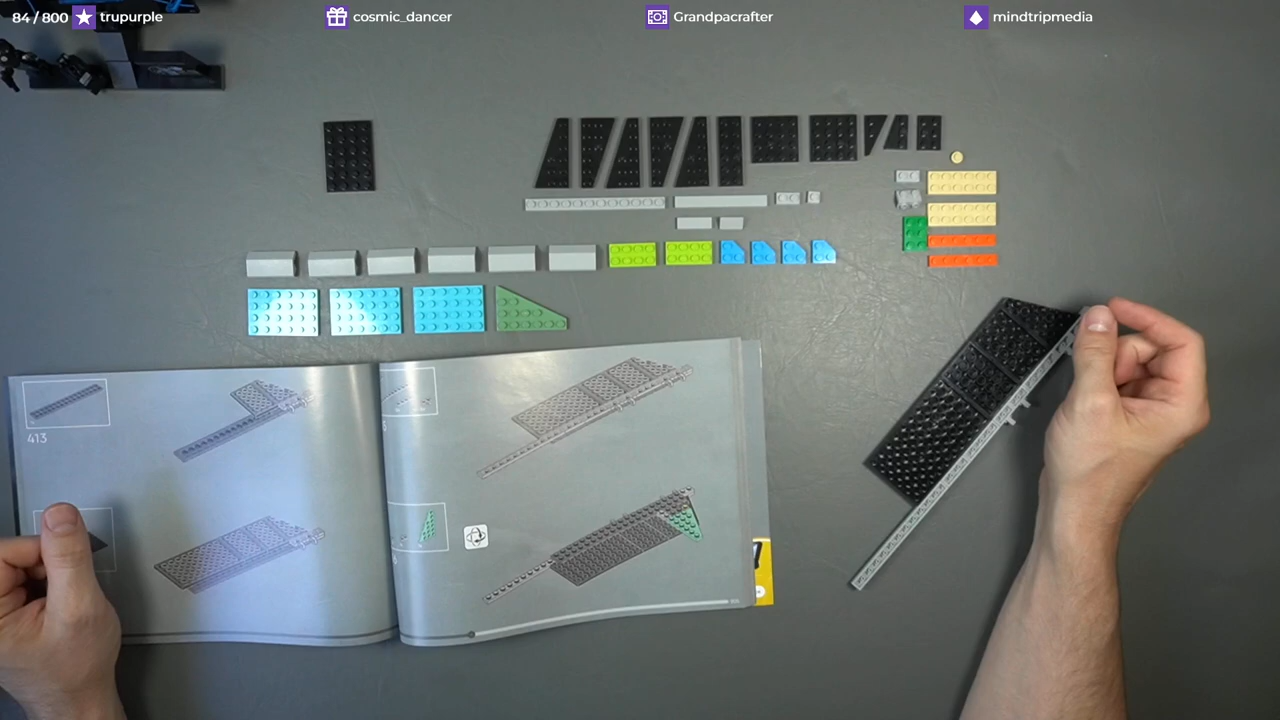 84 / 800 trupurple
cosmic_dancer
Grandpacrafter
mindtripmedia
413